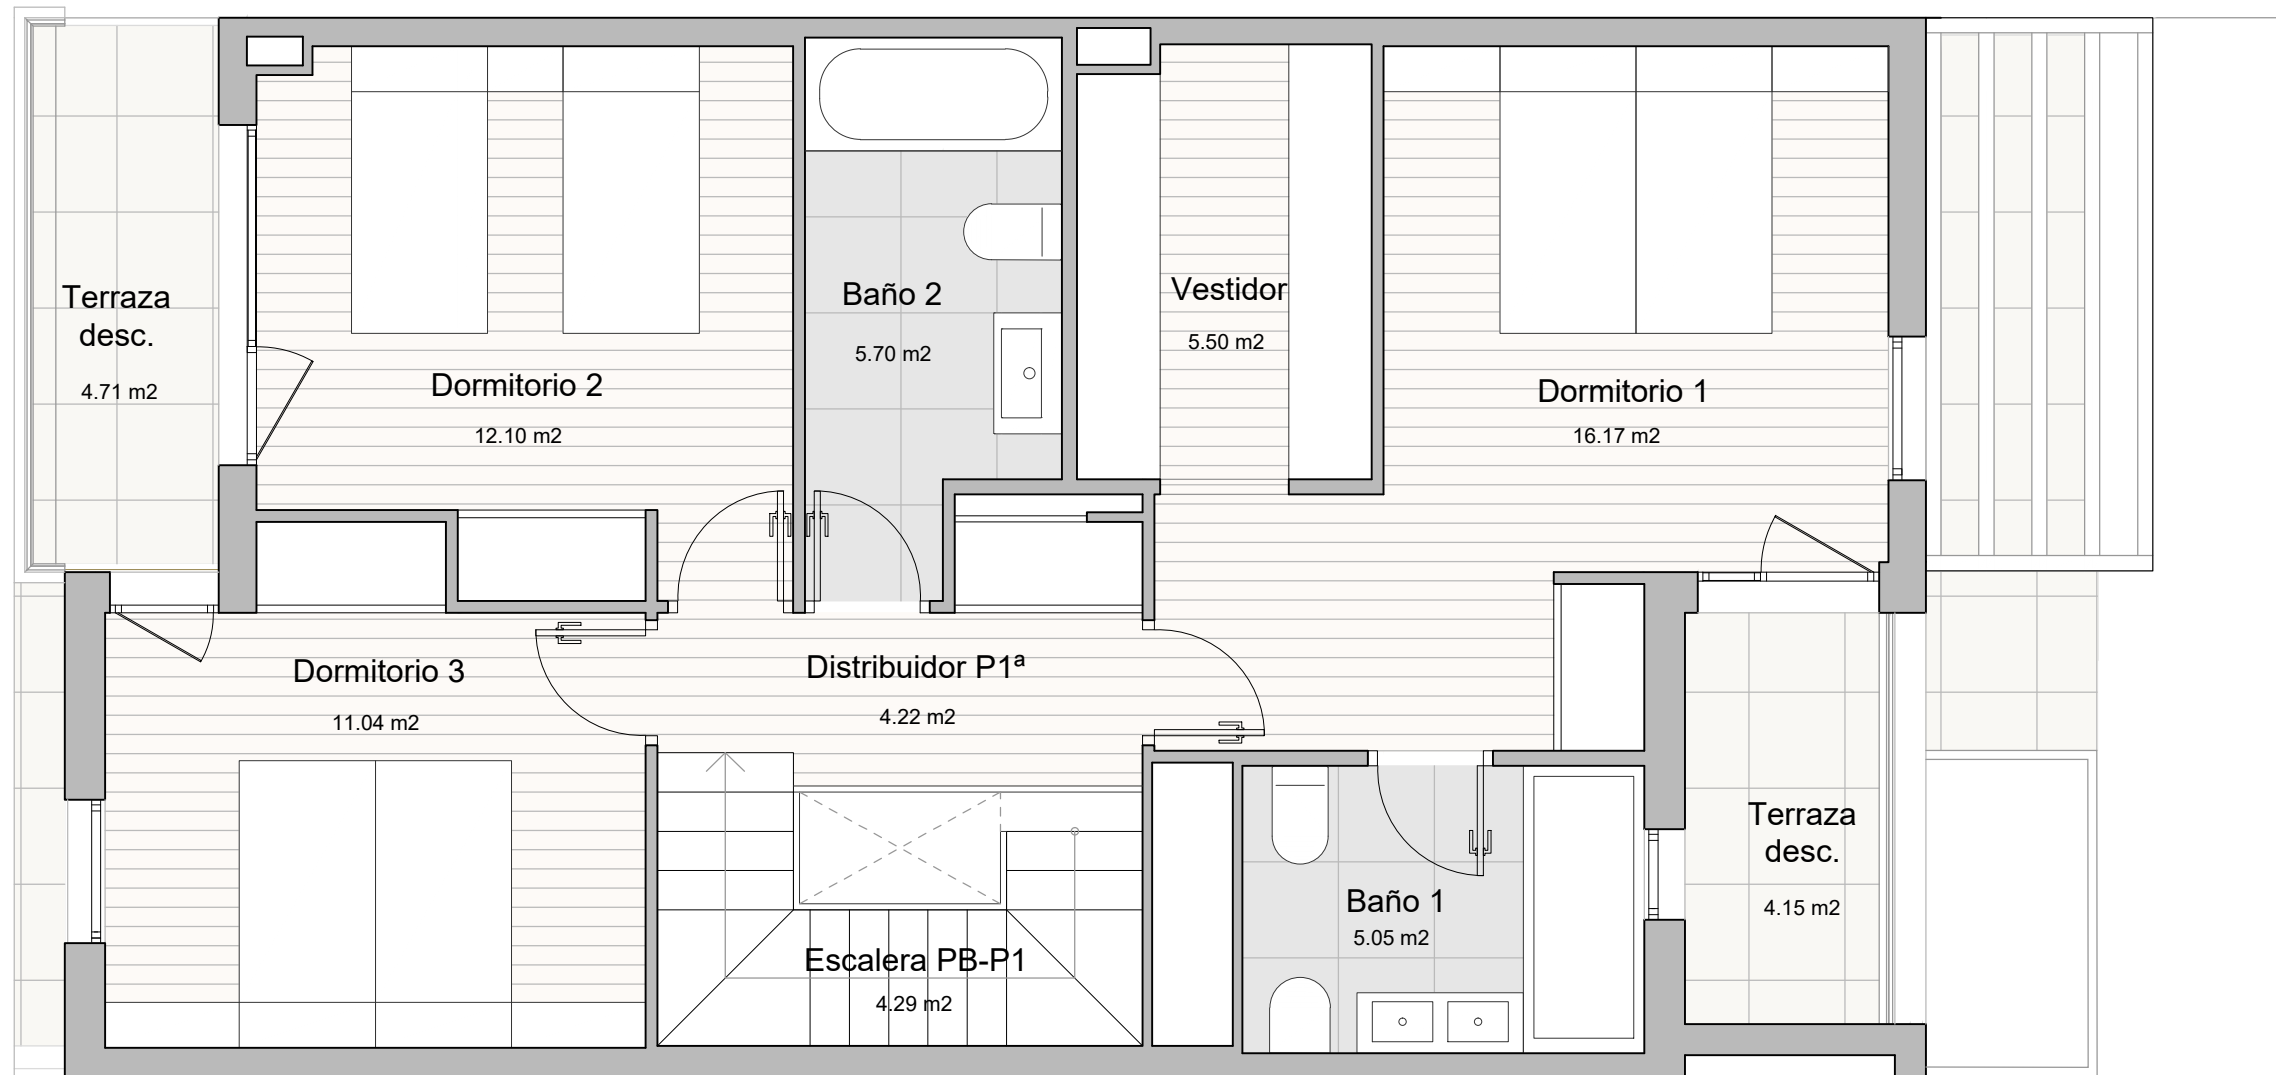 Terraza
desc.
4.71 m2
Dormitorio 2
12.10 m2
Baño 2
5.70 m2
Vestidor
5.50 m2
Dormitorio 1
16.17 m2
Dormitorio 3
11.04 m2
Distribuidor P1ª
4.22 m2
Escalera PB-P1
4.29 m2
Baño 1
5.05 m2
Terraza
desc.
4.15 m2